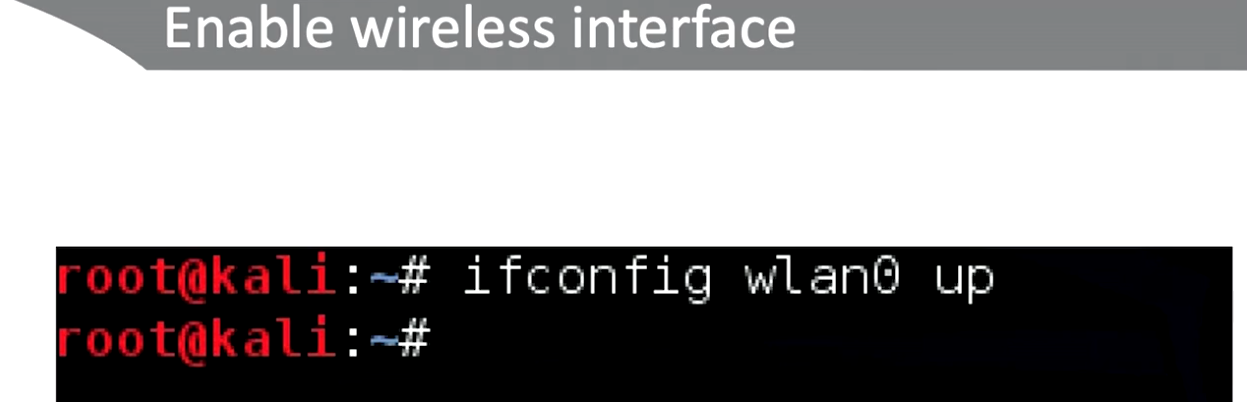 Enable wireless interface
root@kali:~# ifconfig wlan0 up
root@kali:~#